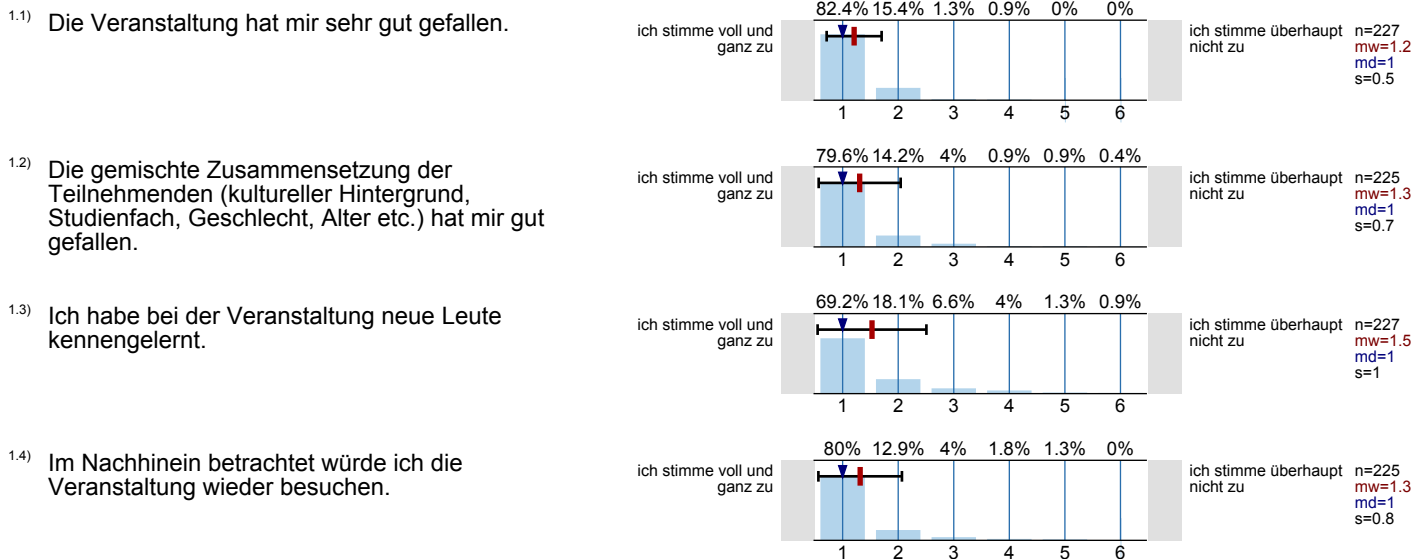 1.1) Die Veranstaltung hat mir sehr gut gefallen.
82.4% 15.4% 1.3% 0.9% 0% 0%
ich stimme voll und
ganz zu
ich stimme überhaupt
nicht zu
n=227
mw=1.2
md=1
s=0.5
1 2 3 4 5 6
1.2) Die gemischte Zusammensetzung der
Teilnehmenden (kultureller Hintergrund,
Studienfach, Geschlecht, Alter etc.) hat mir gut
gefallen.
79.6% 14.2% 4% 0.9% 0.9% 0.4%
ich stimme voll und
ganz zu
ich stimme überhaupt
nicht zu
n=225
mw=1.3
md=1
s=0.7
1 2 3 4 5 6
1.3) Ich habe bei der Veranstaltung neue Leute
kennengelernt.
69.2% 18.1% 6.6% 4% 1.3% 0.9%
ich stimme voll und
ganz zu
ich stimme überhaupt
nicht zu
n=227
mw=1.5
md=1
s=1
1 2 3 4 5 6
1.4) Im Nachhinein betrachtet würde ich die
Veranstaltung wieder besuchen.
80% 12.9% 4% 1.8% 1.3% 0%
ich stimme voll und
ganz zu
ich stimme überhaupt
nicht zu
n=225
mw=1.3
md=1
s=0.8
1 2 3 4 5 6